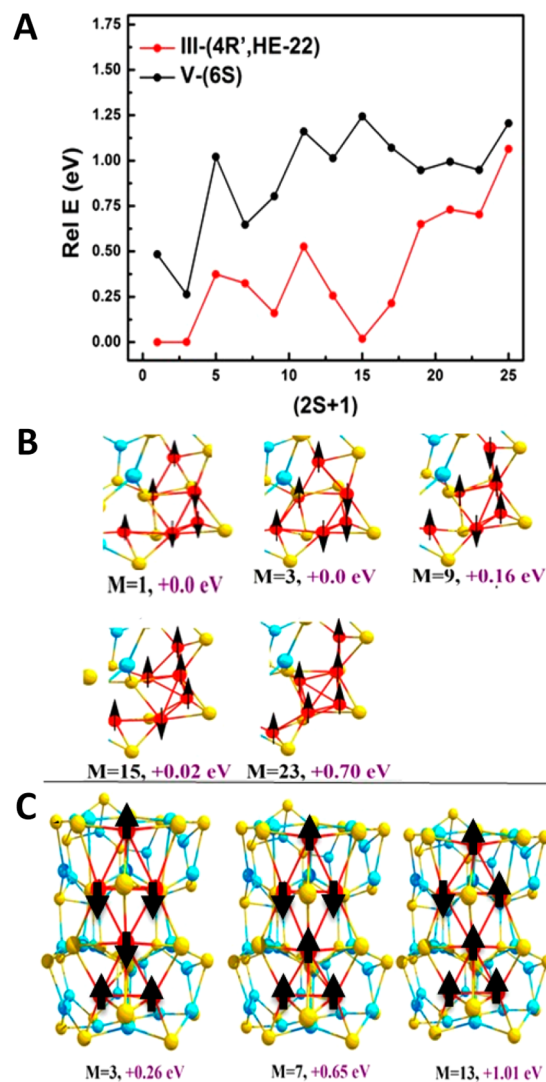 A
1.75
1.50
1.25
1.00
0.75
0.50
0.25
0.00
Rel E (eV)
III-(4R',HE-22)
V-(6S)
0 5 10 15 20 25
(2S+1)
B
M=1, +0.0 eV
M=3, +0.0 eV
M=9, +0.16 eV
M=15, +0.02 eV
M=23, +0.70 eV
C
M=3, +0.26 eV
M=7, +0.65 eV
M=13, +1.01 eV